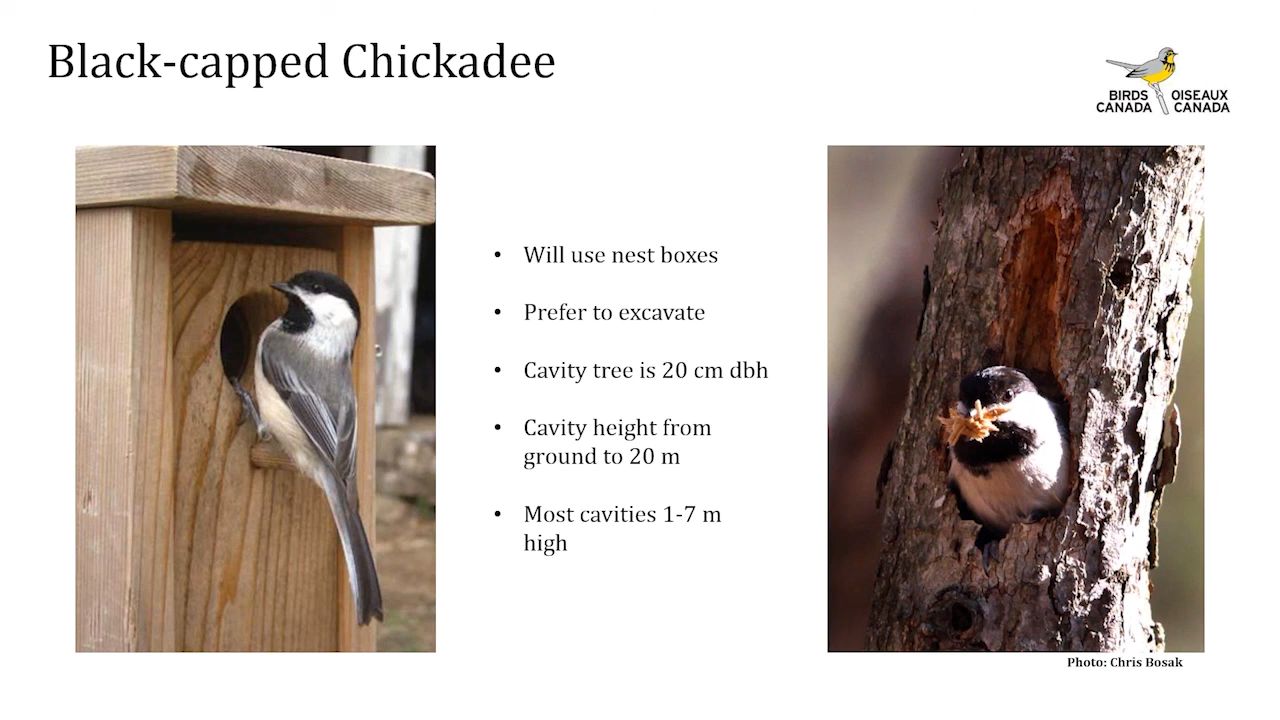 Black-capped Chickadee
BIRDS OISEAUX
CANADA CANADA
• Will use nest boxes
• Prefer to excavate
• Cavity tree is 20 cm dbh
• Cavity height from
ground to 20 m
• Most cavities 1-7 m
high
Photo: Chris Bosak